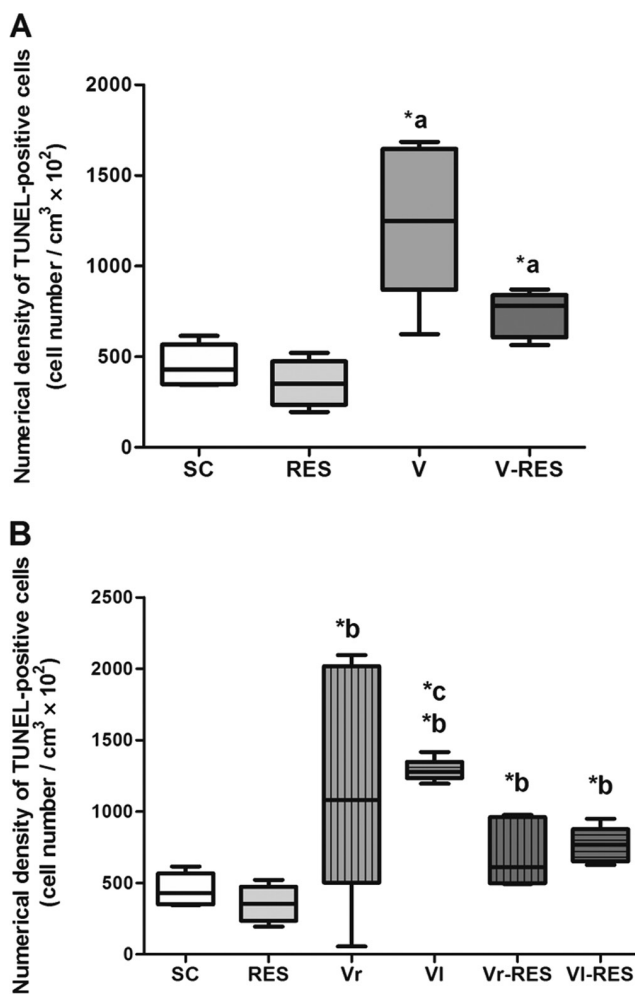 A
Numerical density of TUNEL-positive cells
(cell number / cm³ × 10²)
2000
1500
1000
500
0
*a
*a
SC RES V V-RES
B
Numerical density of TUNEL-positive cells
(cell number / cm³ × 10²)
2500
2000
1500
1000
500
0
*b
*c
*b
*b
*b
SC RES Vr Vl Vr-RES Vl-RES